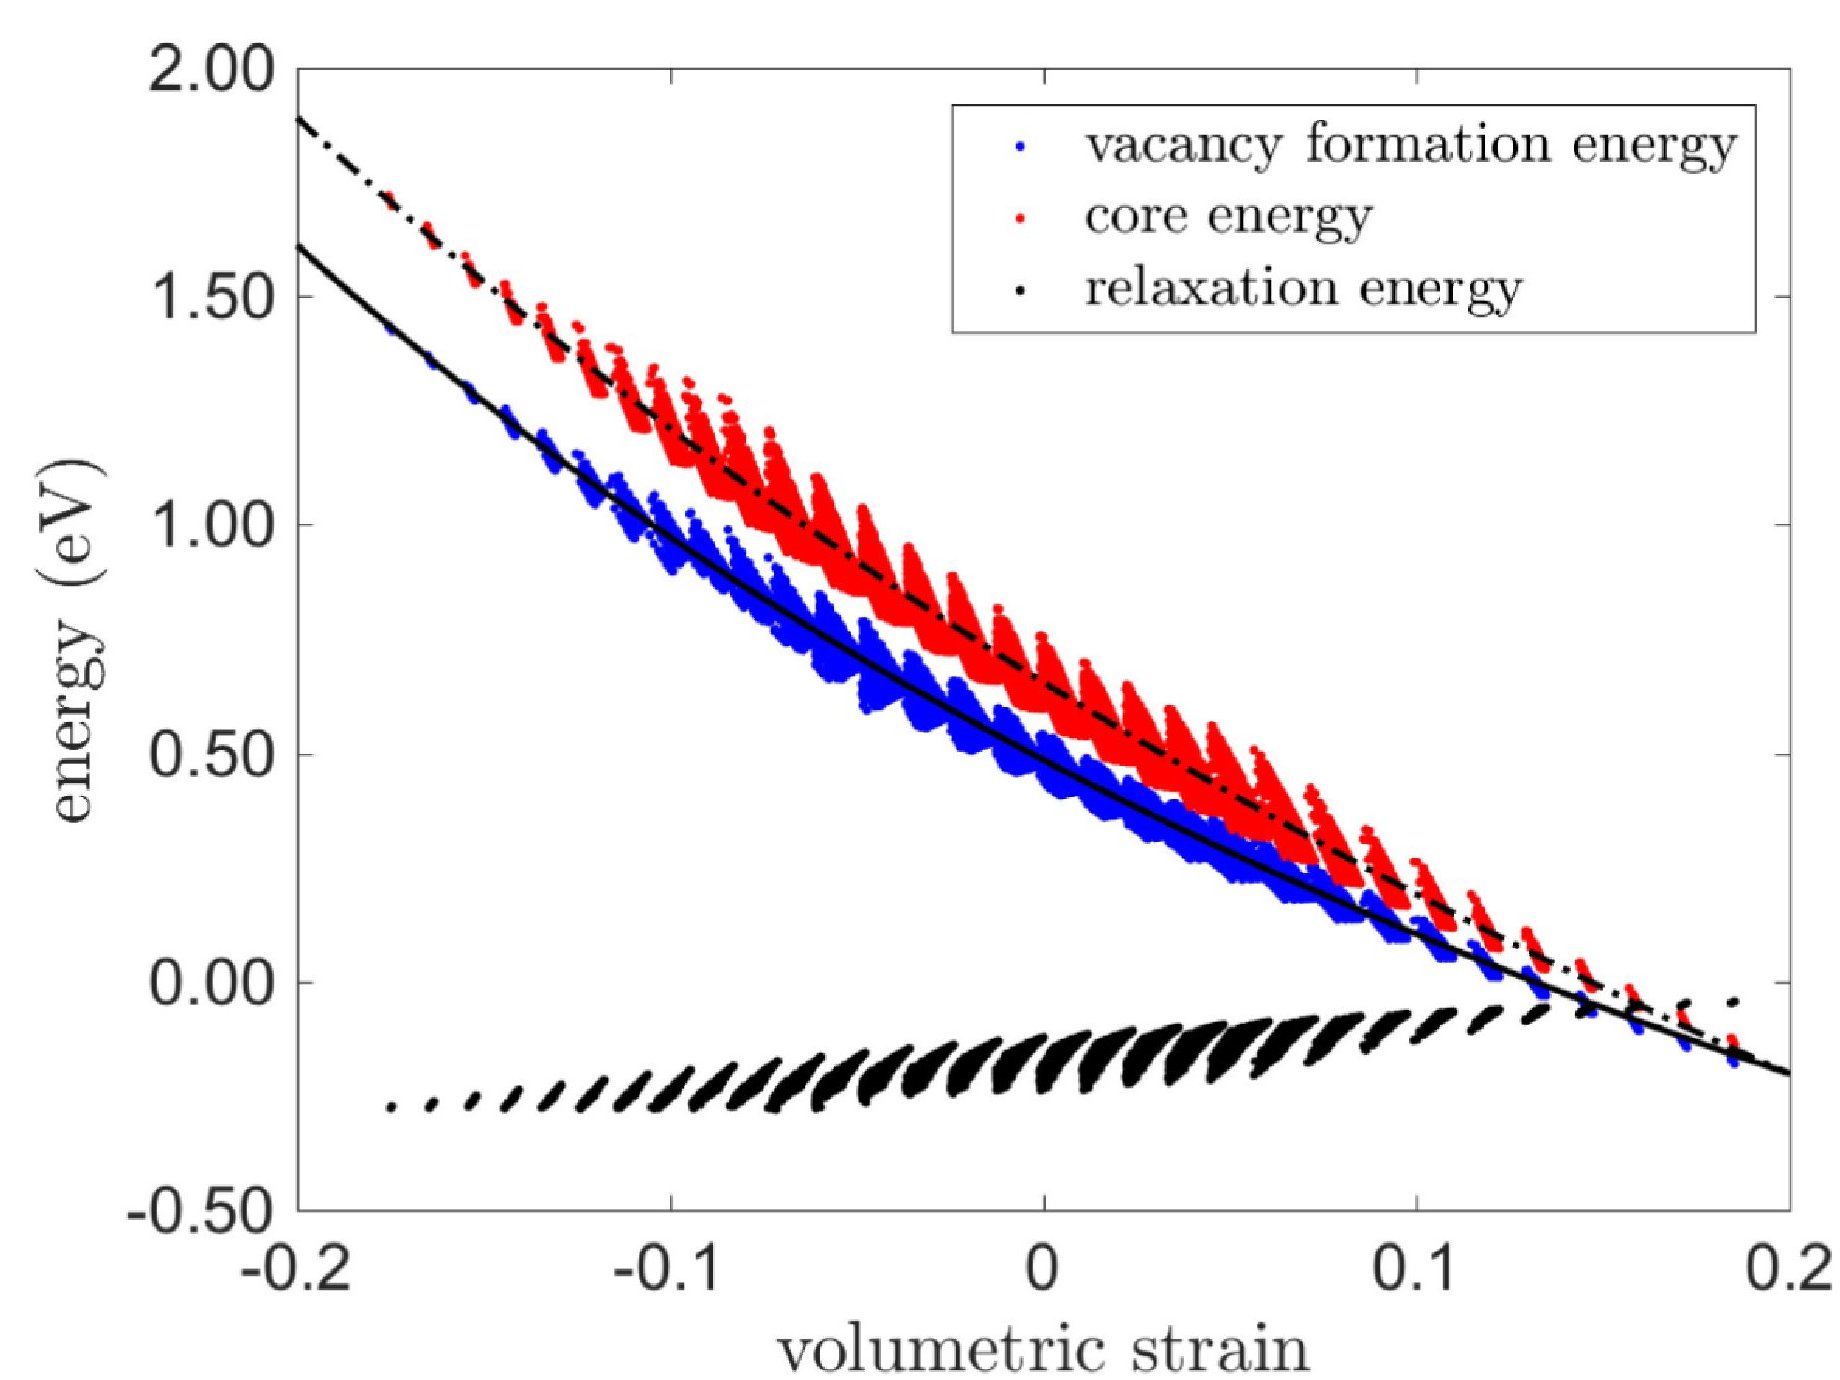 2.00
1.50
1.00
0.50
0.00
-0.50
energy (eV)
vacancy formation energy
core energy
relaxation energy
-0.2 -0.1 0 0.1 0.2
volumetric strain